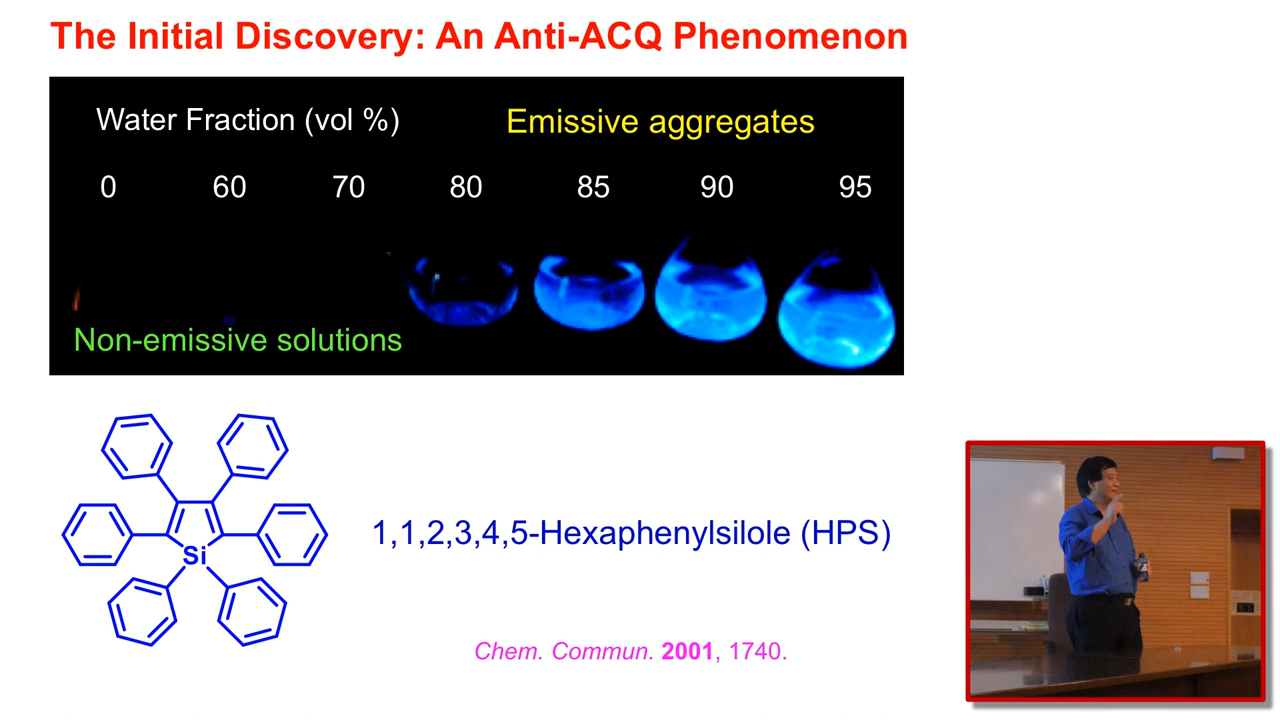 The Initial Discovery: An Anti-ACQ Phenomenon
Water Fraction (vol %)
Emissive aggregates
0 60 70 80 85 90 95
Non-emissive solutions
Si
1,1,2,3,4,5-Hexaphenylsilole (HPS)
Chem. Commun. 2001, 1740.